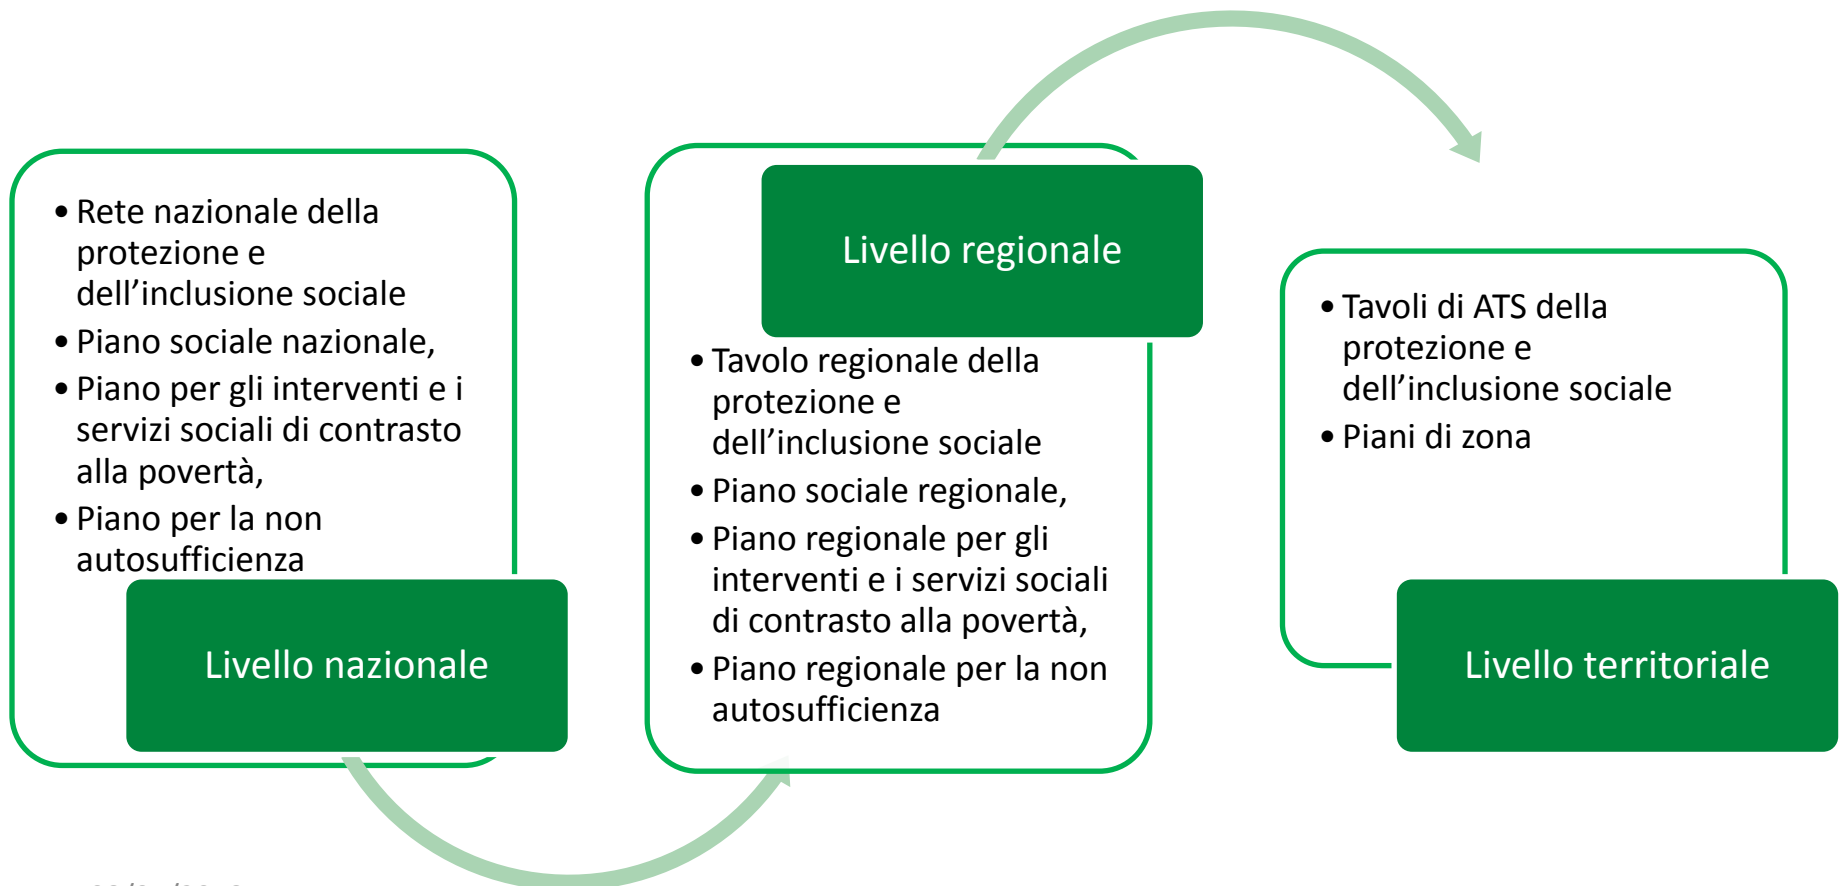 • Rete nazionale della
protezione e
dell’inclusione sociale
• Piano sociale nazionale,
• Piano per gli interventi e i
servizi sociali di contrasto
alla povertà,
• Piano per la non
autosufficienza
Livello nazionale
Livello regionale
• Tavolo regionale della
protezione e
dell’inclusione sociale
• Piano sociale regionale,
• Piano regionale per gli
interventi e i servizi sociali
di contrasto alla povertà,
• Piano regionale per la non
autosufficienza
• Tavoli di ATS della
protezione e
dell’inclusione sociale
• Piani di zona
Livello territoriale